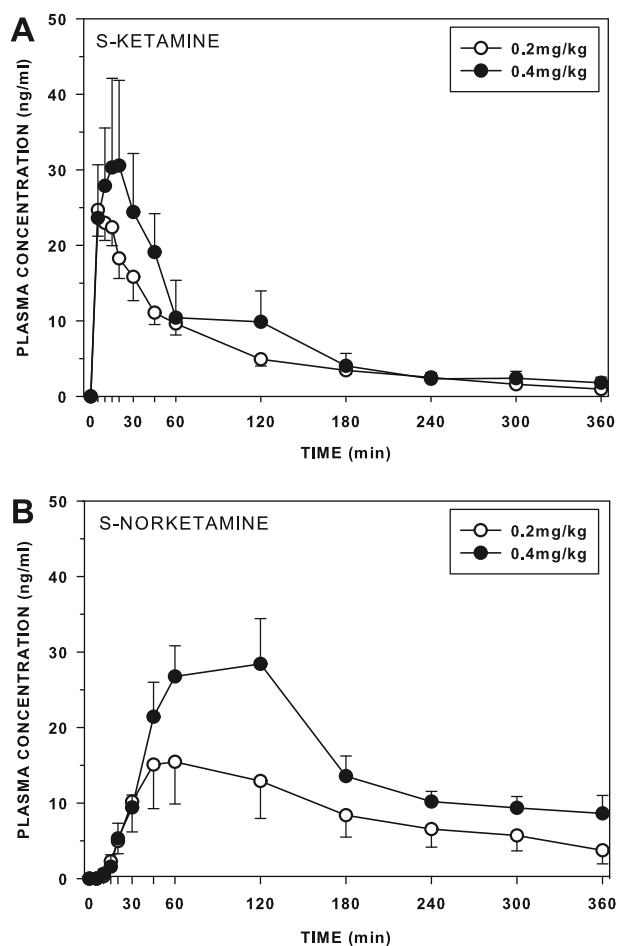 A
S-KETAMINE
0.2mg/kg
0.4mg/kg
PLASMA CONCENTRATION (ng/ml)
50
40
30
20
10
0
0 30 60 120 180 240 300 360
TIME (min)
B
S-NORKETAMINE
0.2mg/kg
0.4mg/kg
PLASMA CONCENTRATION (ng/ml)
50
40
30
20
10
0
0 30 60 120 180 240 300 360
TIME (min)